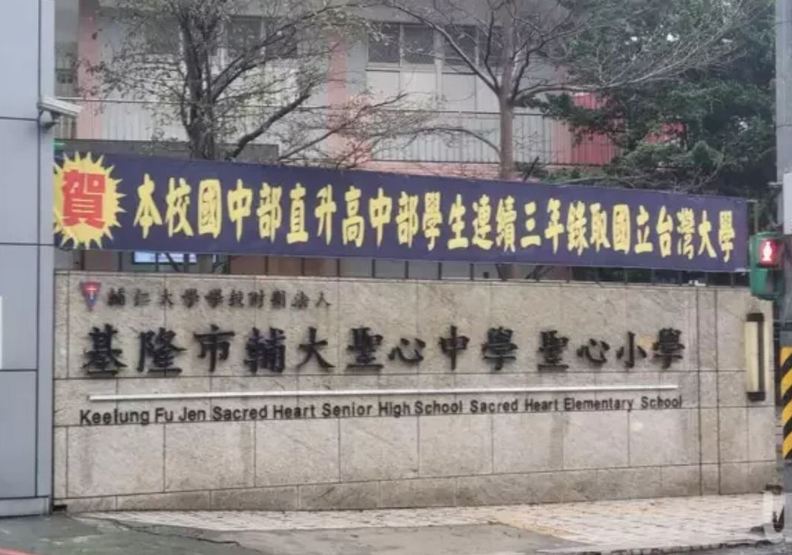 賀
本校國中部直升高中部學生連續三年錄取國立台灣大學
輔仁大學學校財團法人
基隆市輔大聖心中學 聖心小學
Keelung Fu Jen Sacred Heart Senior High School Sacred Heart Elementary School